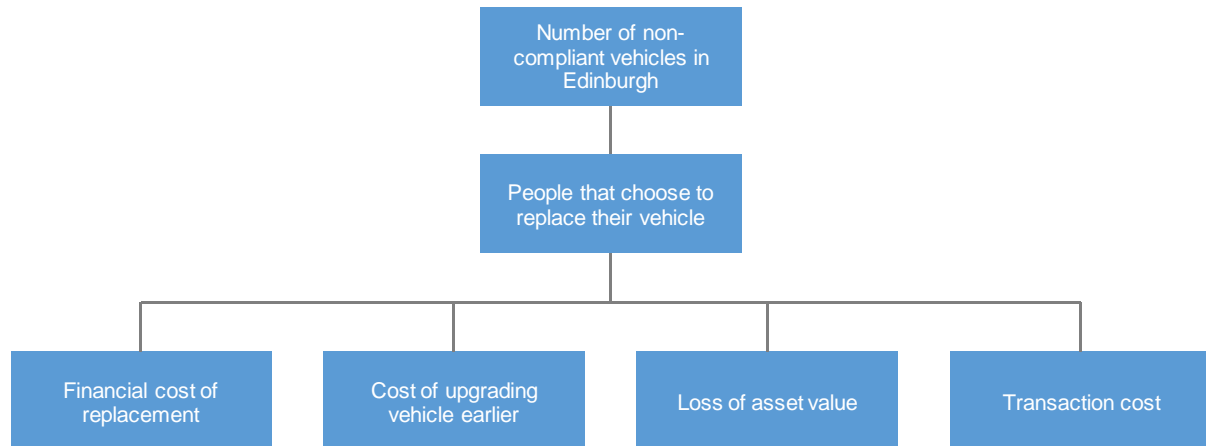 Number of non-
compliant vehicles in
Edinburgh
People that choose to
replace their vehicle
Financial cost of
replacement
Cost of upgrading
vehicle earlier
Loss of asset value
Transaction cost